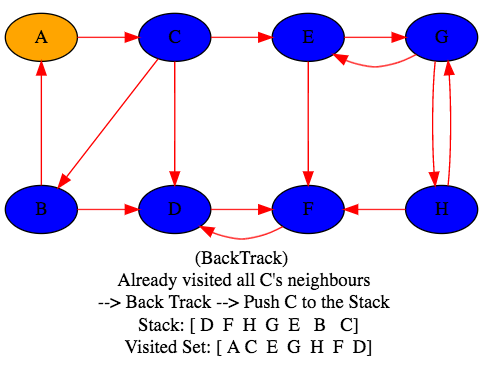 A C E G
B D F H
(BackTrack)
Already visited all C's neighbours
--> Back Track --> Push C to the Stack
Stack: [ D F H G E B C]
Visited Set: [ A C E G H F D]